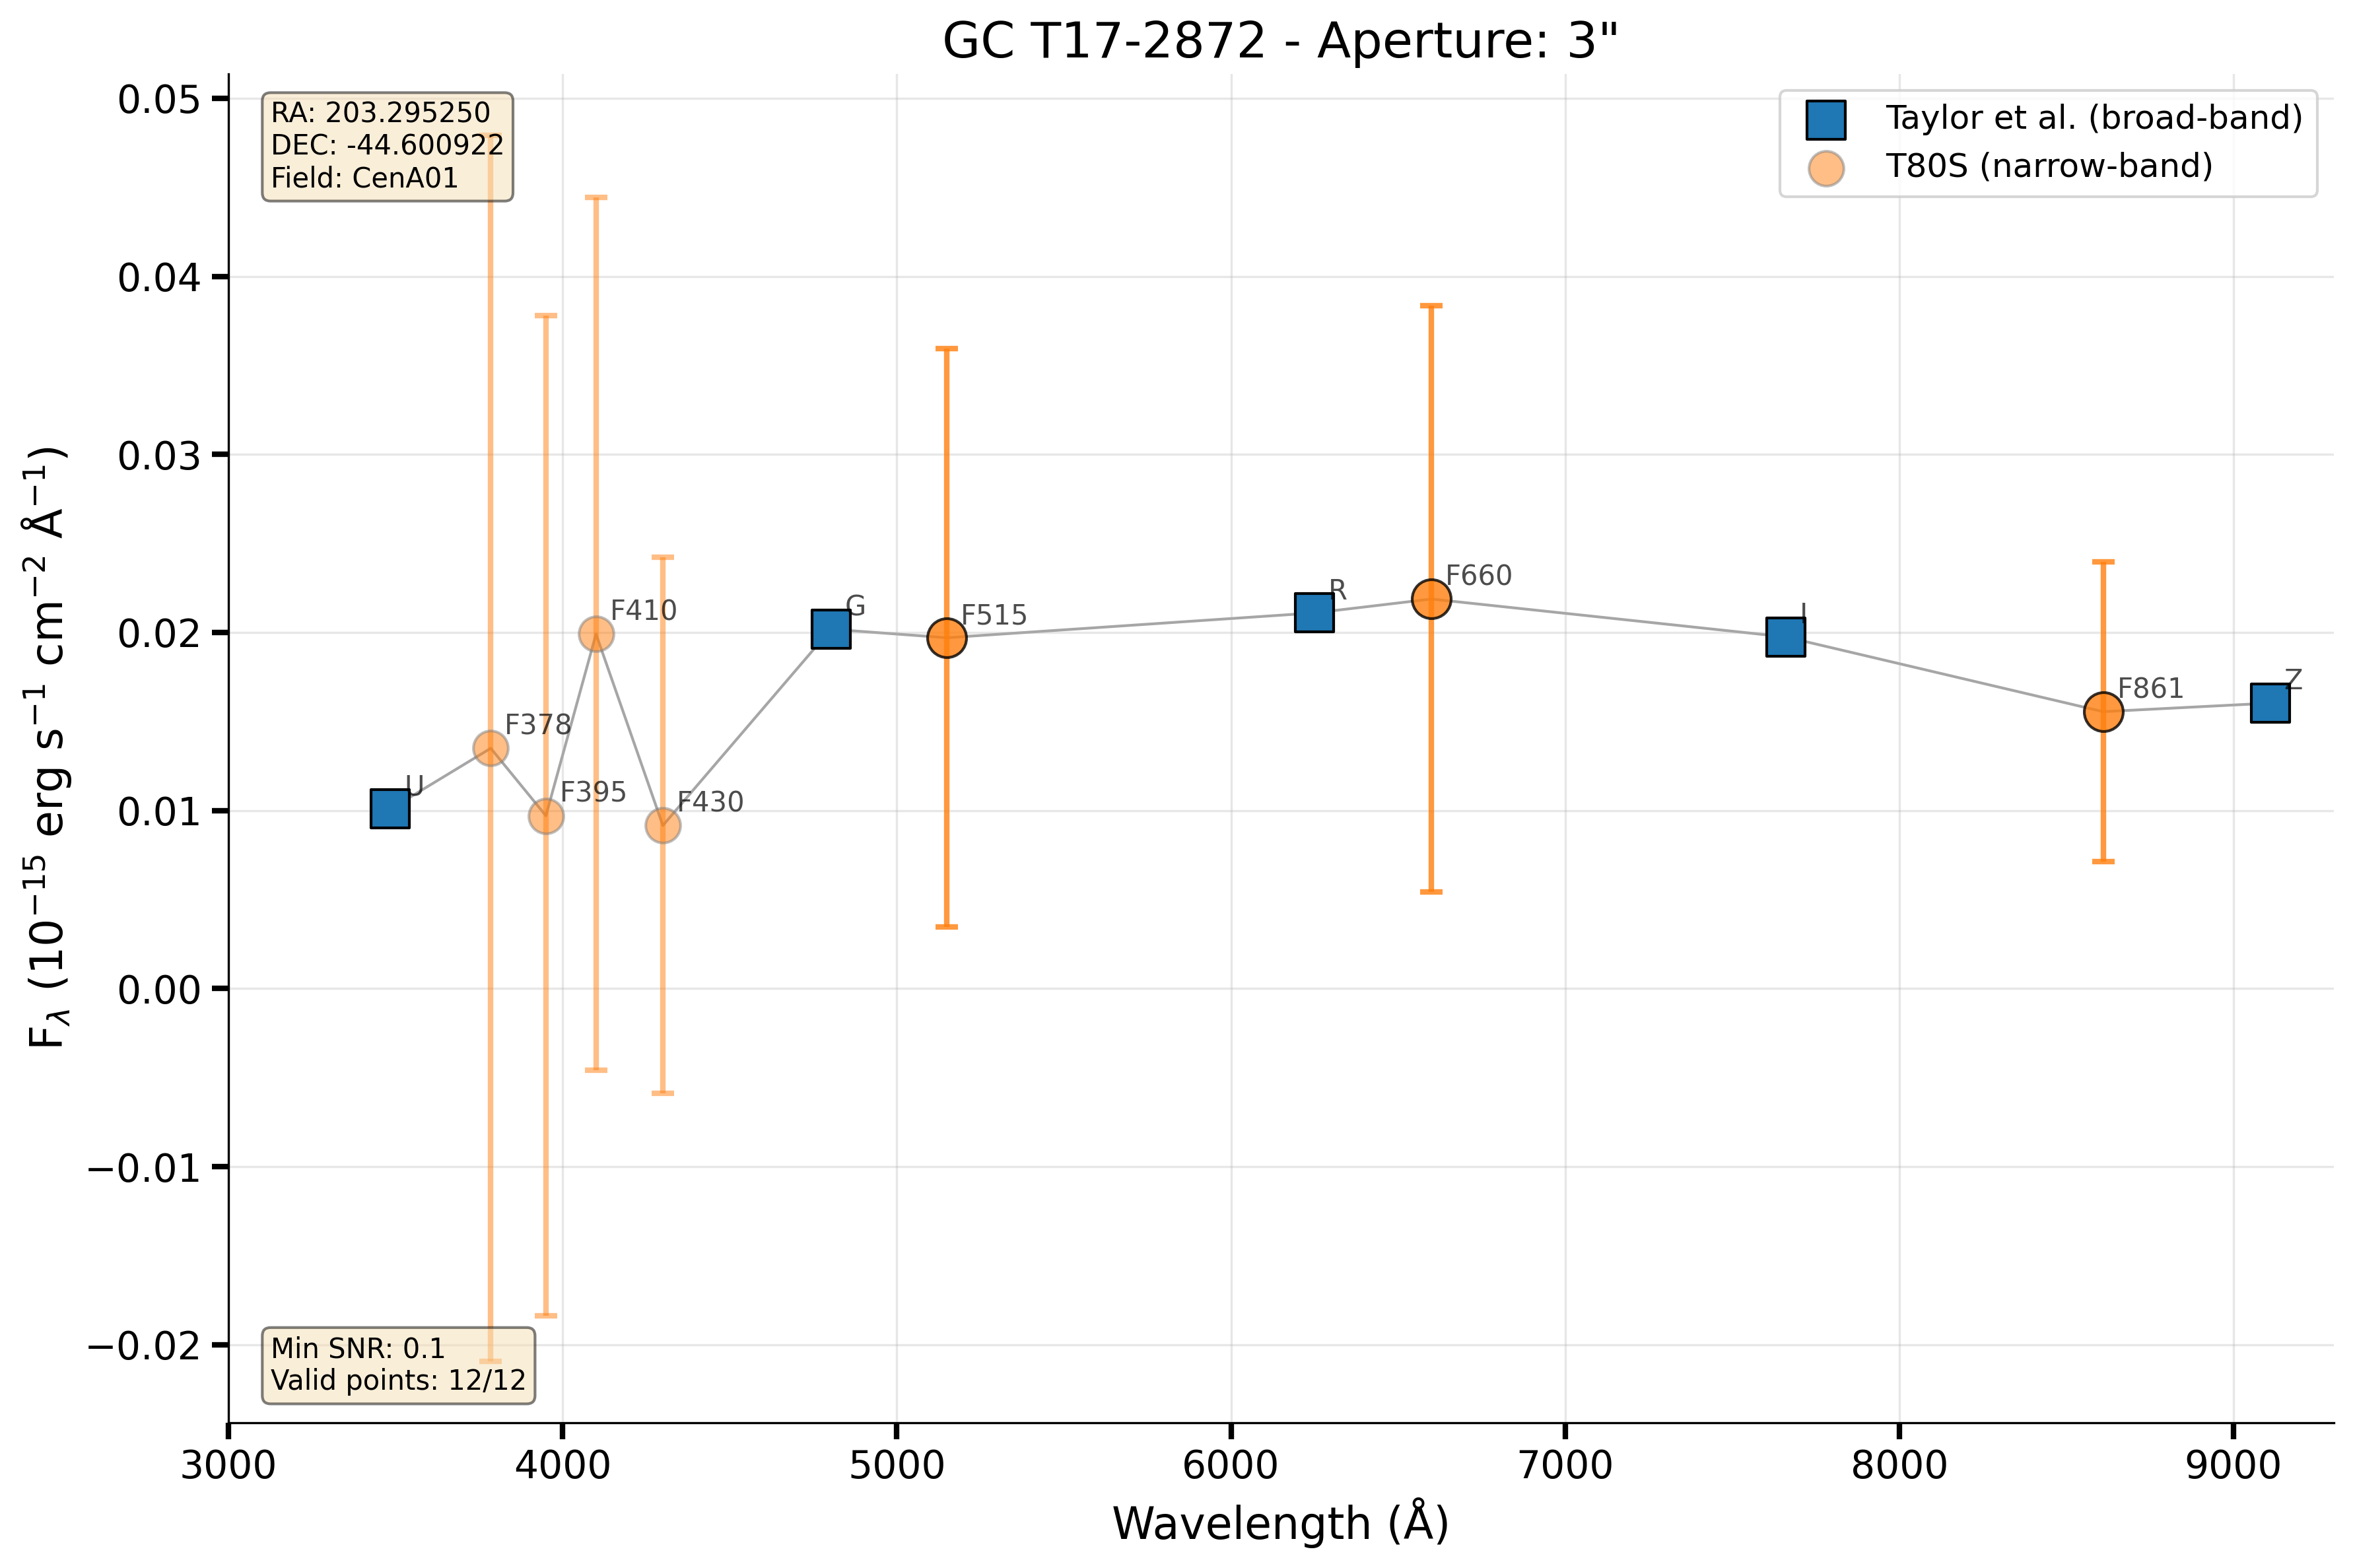 GC T17-2872 - Aperture: 3"
RA: 203.295250
DEC: -44.600922
Field: CenA01
Taylor et al. (broad-band)
T80S (narrow-band)
0.05
0.04
0.03
0.02
0.01
0.00
−0.01
−0.02
F_λ (10⁻¹⁵ erg s⁻¹ cm⁻² Å⁻¹)
U
F378
F395
F410
F430
G
F515
R
F660
I
F861
Z
Min SNR: 0.1
Valid points: 12/12
3000 4000 5000 6000 7000 8000 9000
Wavelength (Å)